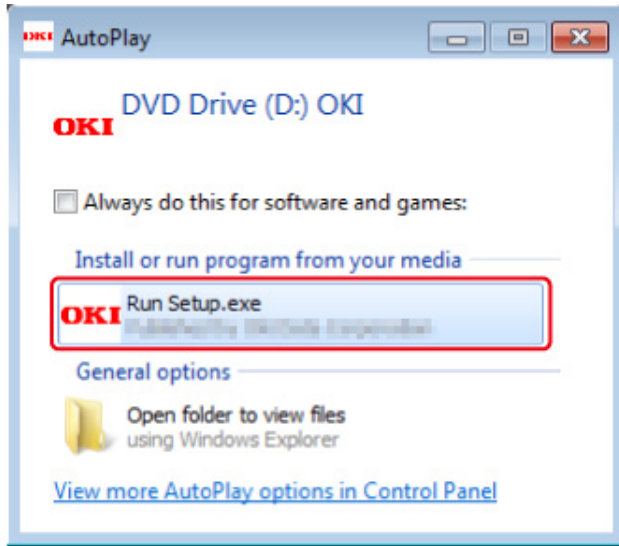 OKI AutoPlay
DVD Drive (D:) OKI
OKI
Always do this for software and games:
Install or run program from your media
OKI
Run Setup.exe
General options
Open folder to view files
using Windows Explorer
View more AutoPlay options in Control Panel